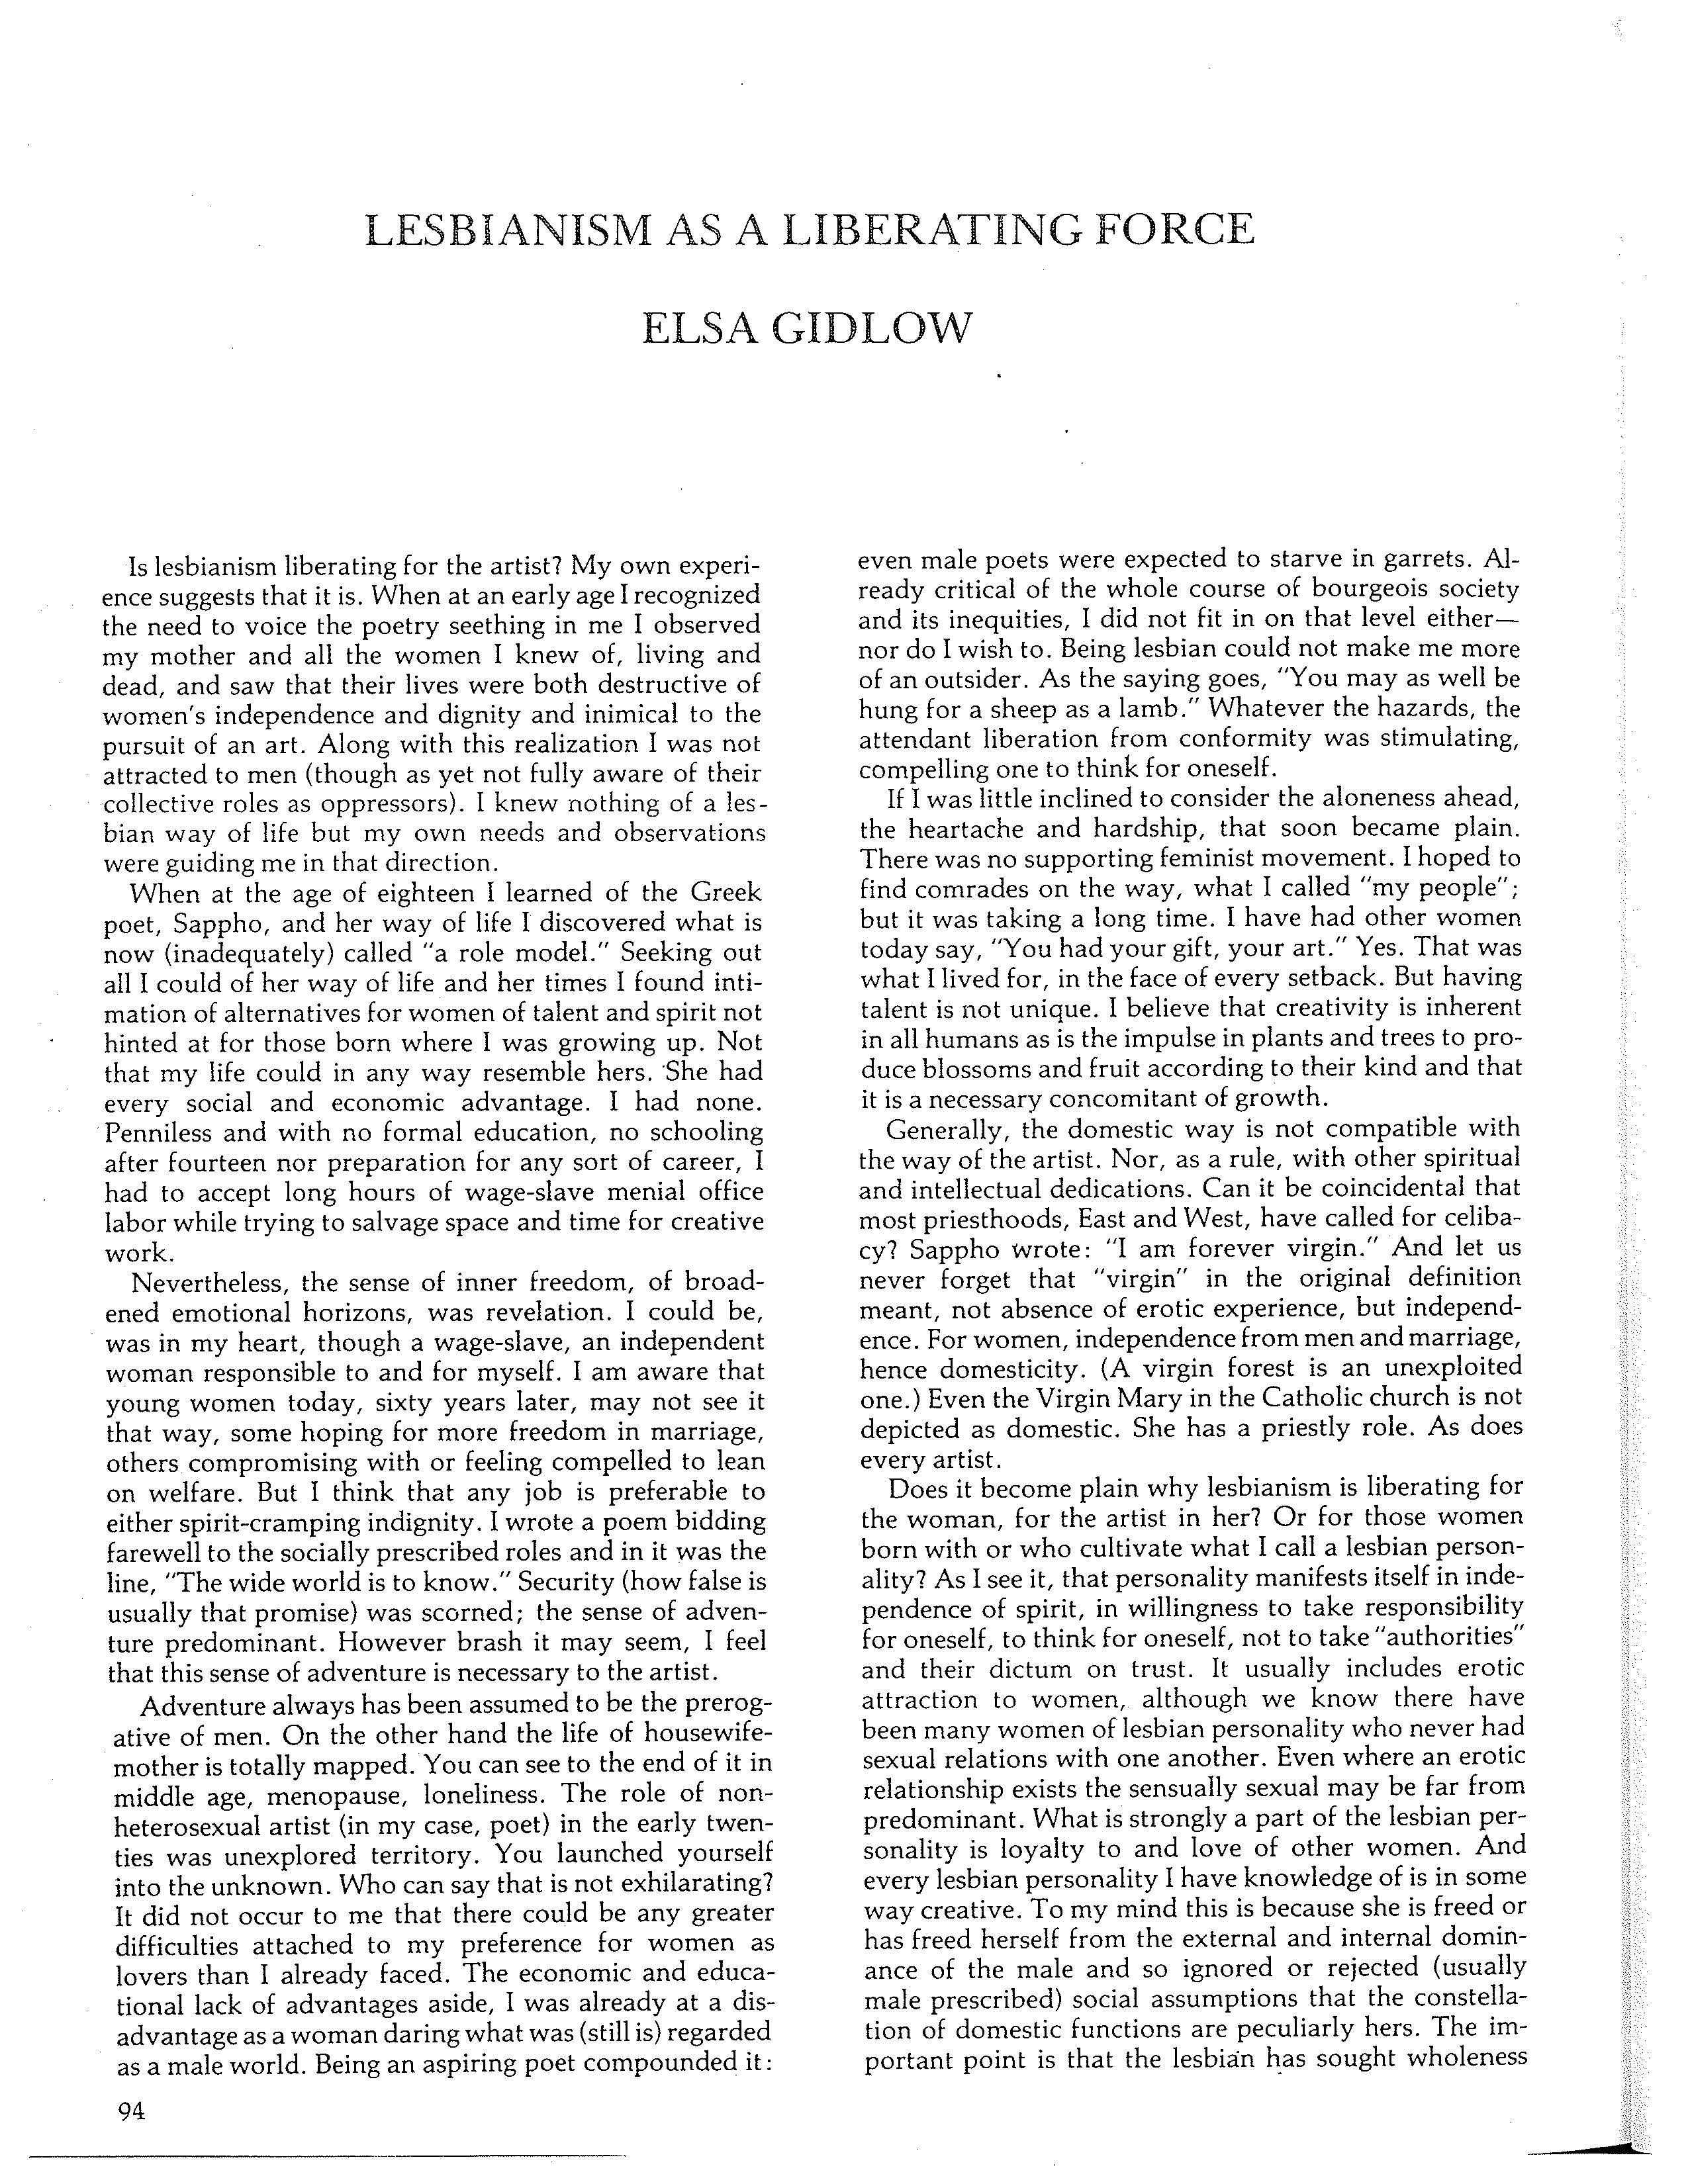 LESBIANISM AS A LIBERATING FORCE
ELSA GIDLOW
Is lesbianism liberating for the artist? My own experi-
ence suggests that it is. When at an early age I recognized
the need to voice the poetry seething in me I observed
my mother and all the women I knew of, living and
dead, and saw that their lives were both destructive of
women's independence and dignity and inimical to the
pursuit of an art. Along with this realization I was not
attracted to men (though as yet not fully aware of their
collective roles as oppressors). I knew nothing of a les-
bian way of life but my own needs and observations
were guiding me in that direction.
When at the age of eighteen I learned of the Greek
poet, Sappho, and her way of life I discovered what is
now (inadequately) called "a role model." Seeking out
all I could of her way of life and her times I found inti-
mation of alternatives for women of talent and spirit not
hinted at for those born where I was growing up. Not
that my life could in any way resemble hers. She had
every social and economic advantage. I had none.
Penniless and with no formal education, no schooling
after fourteen nor preparation for any sort of career, I
had to accept long hours of wage-slave menial office
labor while trying to salvage space and time for creative
work.
Nevertheless, the sense of inner freedom, of broad-
ened emotional horizons, was revelation. I could be,
was in my heart, though a wage-slave, an independent
woman responsible to and for myself. I am aware that
young women today, sixty years later, may not see it
that way, some hoping for more freedom in marriage,
others compromising with or feeling compelled to lean
on welfare. But I think that any job is preferable to
either spirit-cramping indignity. I wrote a poem bidding
farewell to the socially prescribed roles and in it was the
line, "The wide world is to know." Security (how false is
usually that promise) was scorned; the sense of adven-
ture predominant. However brash it may seem, I feel
that this sense of adventure is necessary to the artist.
Adventure always has been assumed to be the prerog-
ative of men. On the other hand the life of housewife-
mother is totally mapped. You can see to the end of it in
middle age, menopause, loneliness. The role of non-
heterosexual artist (in my case, poet) in the early twen-
ties was unexplored territory. You launched yourself
into the unknown. Who can say that is not exhilarating?
It did not occur to me that there could be any greater
difficulties attached to my preference for women as
lovers than I already faced. The economic and educa-
tional lack of advantages aside, I was already at a dis-
advantage as a woman daring what was (still is) regarded
as a male world. Being an aspiring poet compounded it:
94
even male poets were expected to starve in garrets. Al-
ready critical of the whole course of bourgeois society
and its inequities, I did not fit in on that level either—
nor do I wish to. Being lesbian could not make me more
of an outsider. As the saying goes, "You may as well be
hung for a sheep as a lamb." Whatever the hazards, the
attendant liberation from conformity was stimulating,
compelling one to think for oneself.
If I was little inclined to consider the aloneness ahead,
the heartache and hardship, that soon became plain.
There was no supporting feminist movement. I hoped to
find comrades on the way, what I called "my people";
but it was taking a long time. I have had other women
today say, "You had your gift, your art." Yes. That was
what I lived for, in the face of every setback. But having
talent is not unique. I believe that creativity is inherent
in all humans as is the impulse in plants and trees to pro-
duce blossoms and fruit according to their kind and that
it is a necessary concomitant of growth.
Generally, the domestic way is not compatible with
the way of the artist. Nor, as a rule, with other spiritual
and intellectual dedications. Can it be coincidental that
most priesthoods, East and West, have called for celiba-
cy? Sappho wrote: "I am forever virgin." And let us
never forget that "virgin" in the original definition
meant, not absence of erotic experience, but independ-
ence. For women, independence from men and marriage,
hence domesticity. (A virgin forest is an unexploited
one.) Even the Virgin Mary in the Catholic church is not
depicted as domestic. She has a priestly role. As does
every artist.
Does it become plain why lesbianism is liberating for
the woman, for the artist in her? Or for those women
born with or who cultivate what I call a lesbian person-
ality? As I see it, that personality manifests itself in inde-
pendence of spirit, in willingness to take responsibility
for oneself, to think for oneself, not to take "authorities"
and their dictum on trust. It usually includes erotic
attraction to women, although we know there have
been many women of lesbian personality who never had
sexual relations with one another. Even where an erotic
relationship exists the sensually sexual may be far from
predominant. What is strongly a part of the lesbian per-
sonality is loyalty to and love of other women. And
every lesbian personality I have knowledge of is in some
way creative. To my mind this is because she is freed or
has freed herself from the external and internal domin-
ance of the male and so ignored or rejected (usually
male prescribed) social assumptions that the constella-
tion of domestic functions are peculiarly hers. The im-
portant point is that the lesbian has sought wholeness